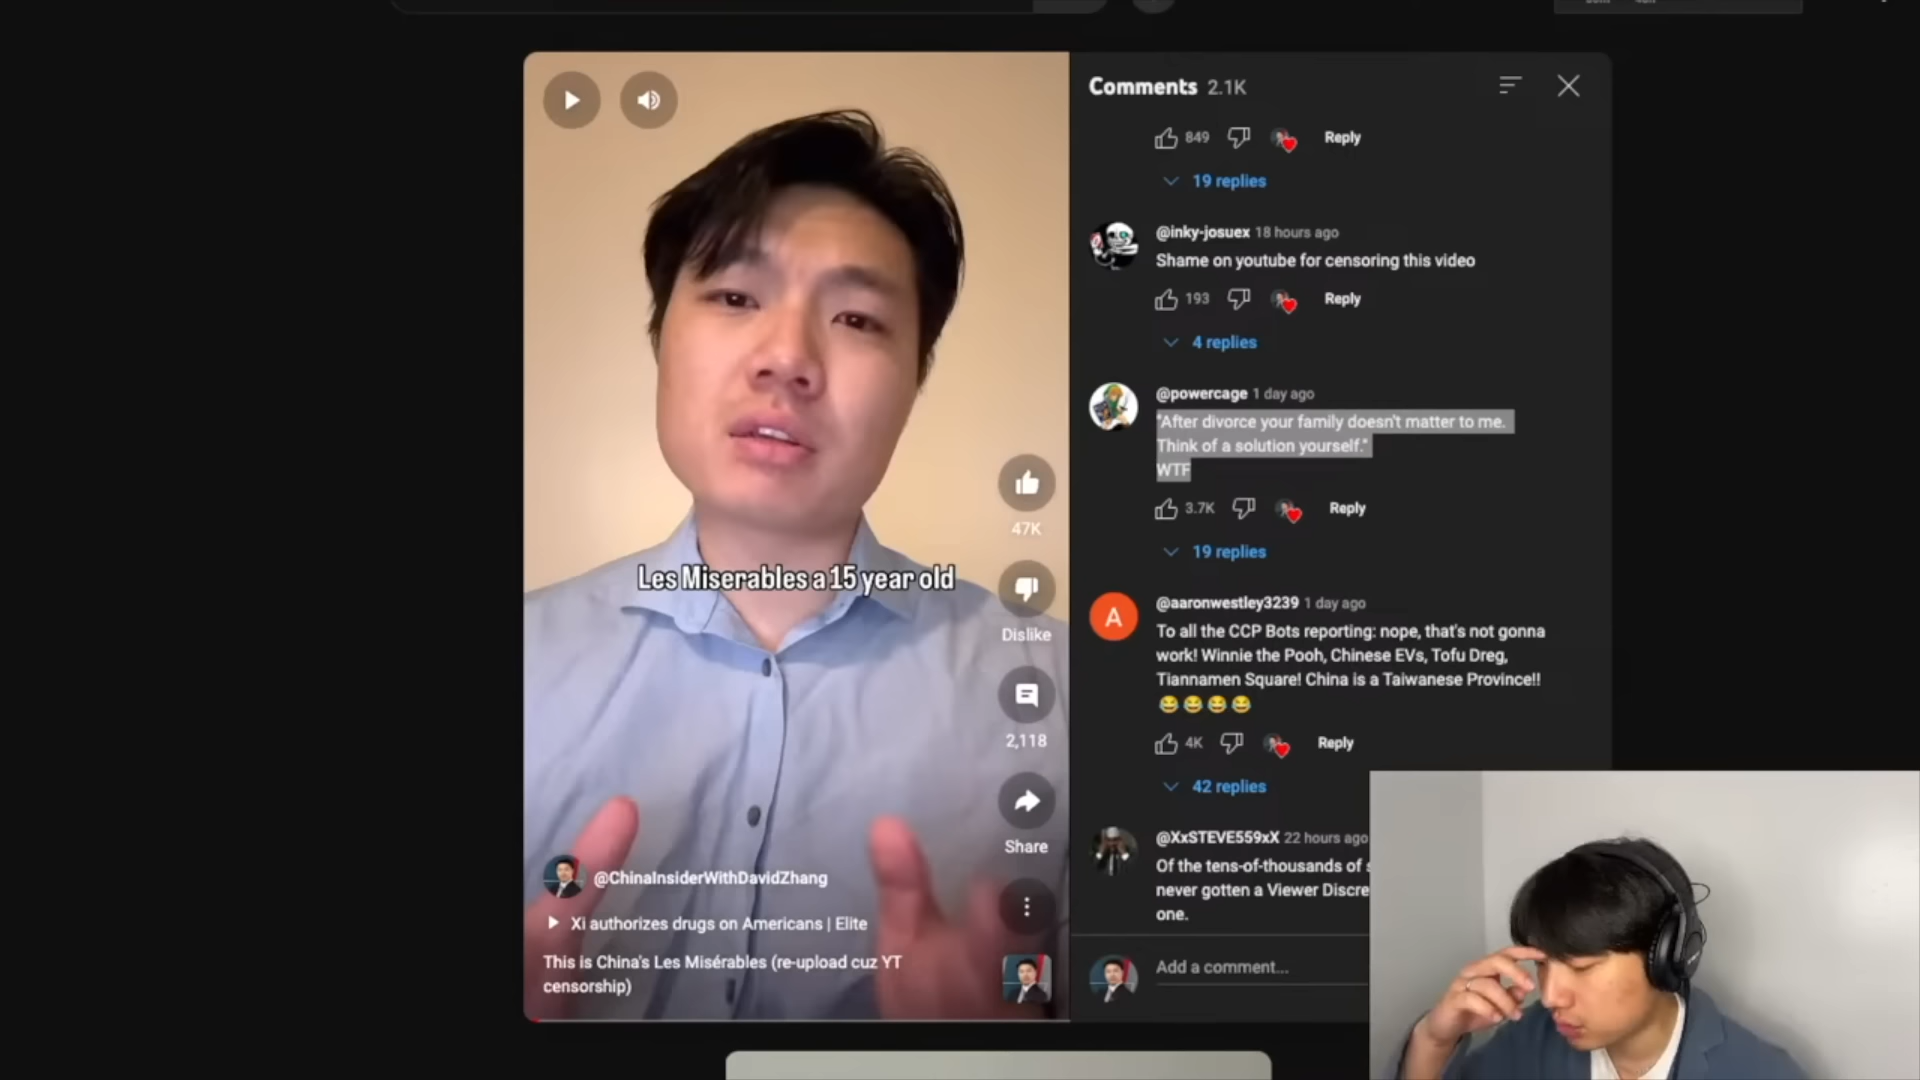 Les Miserables a 15 year old
47K
Dislike
2,118
Share
@ChinaInsiderWithDavidZhang
Xi authorizes drugs on Americans | Elite
This is China's Les Misérables (re-upload cuz YT
censorship)
Comments 2.1K
849 Reply
19 replies
@inky-josuex 18 hours ago
Shame on youtube for censoring this video
193 Reply
4 replies
@powercage 1 day ago
"After divorce your family doesn't matter to me.
Think of a solution yourself."
WTF
3.7K Reply
19 replies
A
@aaronwestley3239 1 day ago
To all the CCP Bots reporting: nope, that's not gonna
work! Winnie the Pooh, Chinese EVs, Tofu Dreg,
Tiannamen Square! China is a Taiwanese Province!!
😂😂😂😂
4K Reply
42 replies
@XxSTEVE559xX 22 hours ago
Of the tens-of-thousands of
never gotten a Viewer Discre
one.
Add a comment...